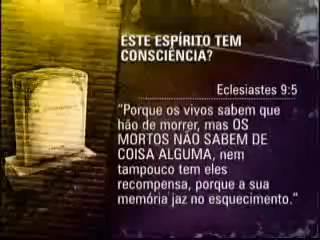 ESTE ESPÍRITO TEM
CONSCIÊNCIA?
Eclesiastes 9:5
“Porque os vivos sabem que
hão de morrer, mas OS
MORTOS NÃO SABEM DE
COISA ALGUMA, nem
tampouco tem eles
recompensa, porque a sua
memória jaz no esquecimento.”